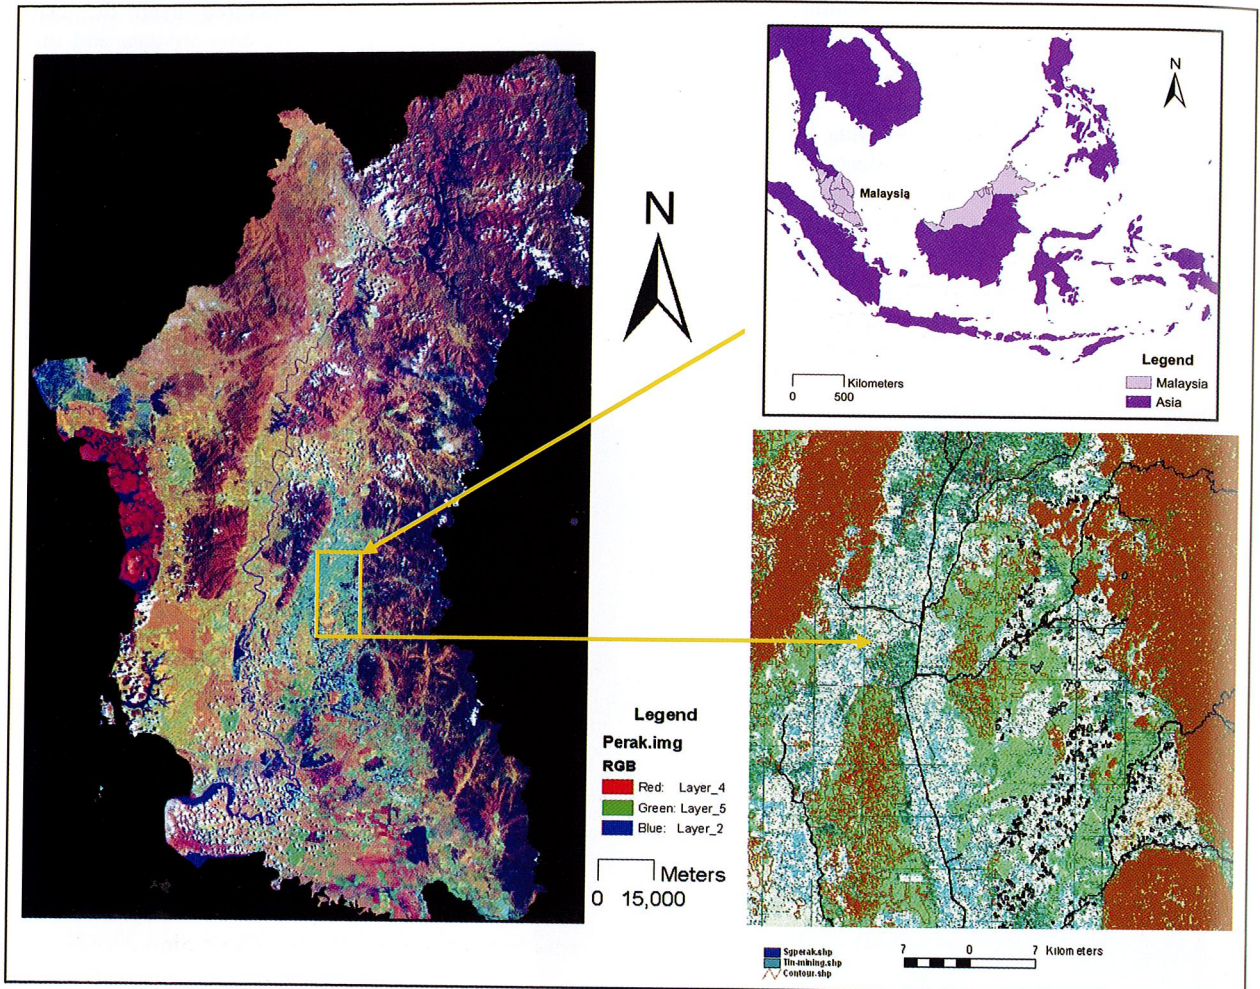 N
Malaysia
Kilometers
0 500
Legend
Malaysia
Asia
N
Legend
Perak.img
RGB
Red: Layer_4
Green: Layer_5
Blue: Layer_2
Meters
0 15,000
Sgperak.shp
Tin-mining.shp
Contour.shp
7 0 7 Kilometers